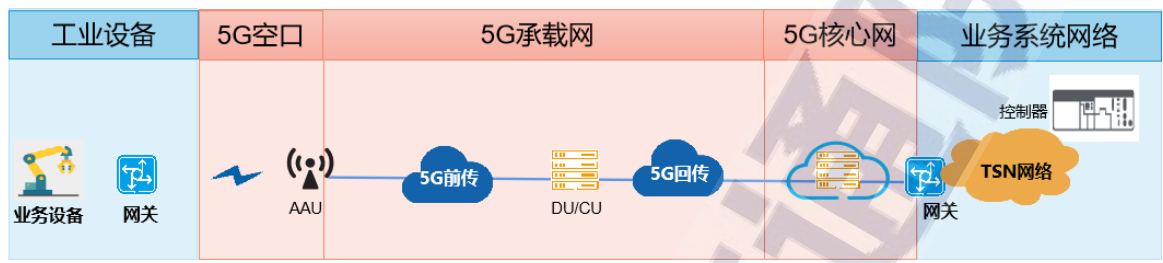 工业设备
5G空口
5G承载网
5G核心网
业务系统网络
控制器
TSN网络
5G前传
5G回传
业务设备
网关
AAU
DU/CU
网关